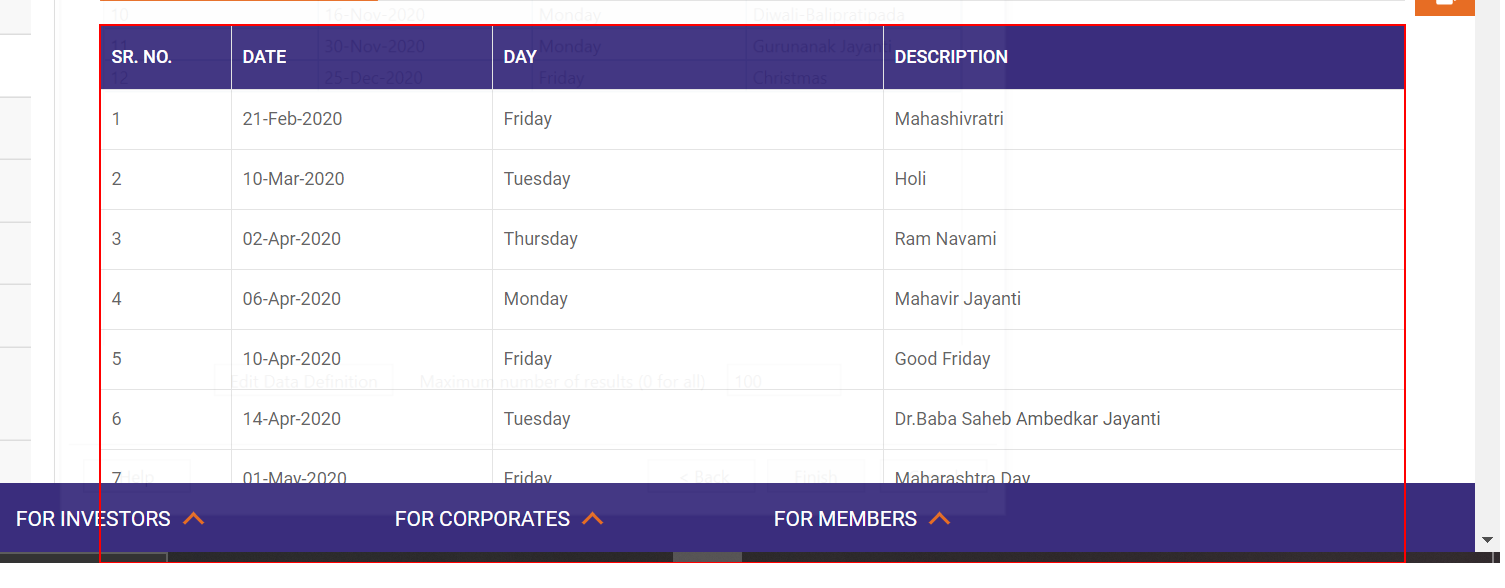 10 16-Nov-2020 Monday Diwali-Balipratipada
SR. NO. DATE DAY DESCRIPTION
11 30-Nov-2020 Monday Gurunanak Jayanti
12 25-Dec-2020 Friday Christmas
1 21-Feb-2020 Friday Mahashivratri
2 10-Mar-2020 Tuesday Holi
3 02-Apr-2020 Thursday Ram Navami
4 06-Apr-2020 Monday Mahavir Jayanti
5 10-Apr-2020 Friday Good Friday
Edit Data Definition Maximum number of results (0 for all) 100
6 14-Apr-2020 Tuesday Dr.Baba Saheb Ambedkar Jayanti
7 01-May-2020 Friday Maharashtra Day
Help < Back Finish
FOR INVESTORS FOR CORPORATES FOR MEMBERS